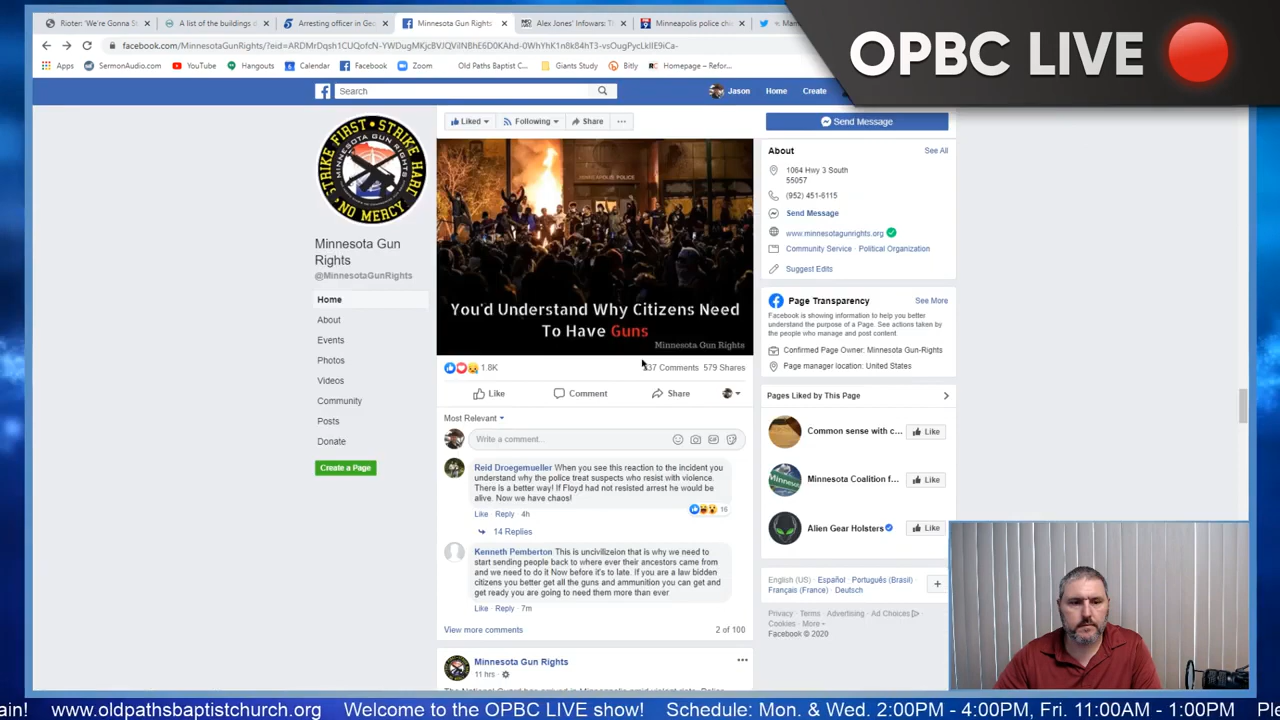 Rioter: 'We're Gonna St
A list of the buildings d
Arresting officer in Geo
Minnesota Gun Rights
Alex Jones' Infowars: Th
Minneapolis police chi
OPBC LIVE
facebook.com/MinnesotaGunRights/?eid=
Apps SermonAudio.com YouTube Hangouts Calendar Facebook Zoom Old Paths Baptist C... Giants Study Bitly Homepage – Refor...
Search
Jason Home Create
STRIKE FIRST • STRIKE HARD
MINNESOTA GUN RIGHTS
NO MERCY
Minnesota Gun
Rights
@MinnesotaGunRights
Home
About
Events
Photos
Videos
Community
Posts
Donate
Create a Page
Liked Following Share ...
MINNEAPOLIS POLICE
You'd Understand Why Citizens Need
To Have Guns
Minnesota Gun Rights
1.8K 337 Comments 579 Shares
Like Comment Share
Most Relevant
Write a comment...
Reid Droegemueller When you see this reaction to the incident you
understand why the police treat suspects who resist with violence.
There is a better way! If Floyd had not resisted arrest he would be
alive. Now we have chaos!
16
Like · Reply · 4h
14 Replies
Kenneth Pemberton This is uncivilizeion that is why we need to
start sending people back to where ever their ancestors came from
and we need to do it Now before it's to late. If you are a law bidden
citizens you better get all the guns and ammunition you can get and
get ready you are going to need them more than ever
Like · Reply · 7m
View more comments 2 of 100
Minnesota Gun Rights
11 hrs ·
Send Message
About See All
1064 Hwy 3 South
55057
(952) 451-6115
Send Message
www.minnesotagunrights.org
Community Service · Political Organization
Suggest Edits
Page Transparency See More
Facebook is showing information to help you better
understand the purpose of a Page. See actions taken by
the people who manage and post content.
Confirmed Page Owner: Minnesota Gun-Rights
Page manager location: United States
Pages Liked by This Page
Common sense with c... Like
Minnesota Coalition f... Like
Alien Gear Holsters Like
English (US) · Español · Português (Brasil) ·
Français (France) · Deutsch
Privacy · Terms · Advertising · Ad Choices
Cookies · More
Facebook © 2020
ain! www.oldpathsbaptistchurch.org Welcome to the OPBC LIVE show! Schedule: Mon. & Wed. 2:00PM - 4:00PM, Fri. 11:00AM - 1:00PM Pl